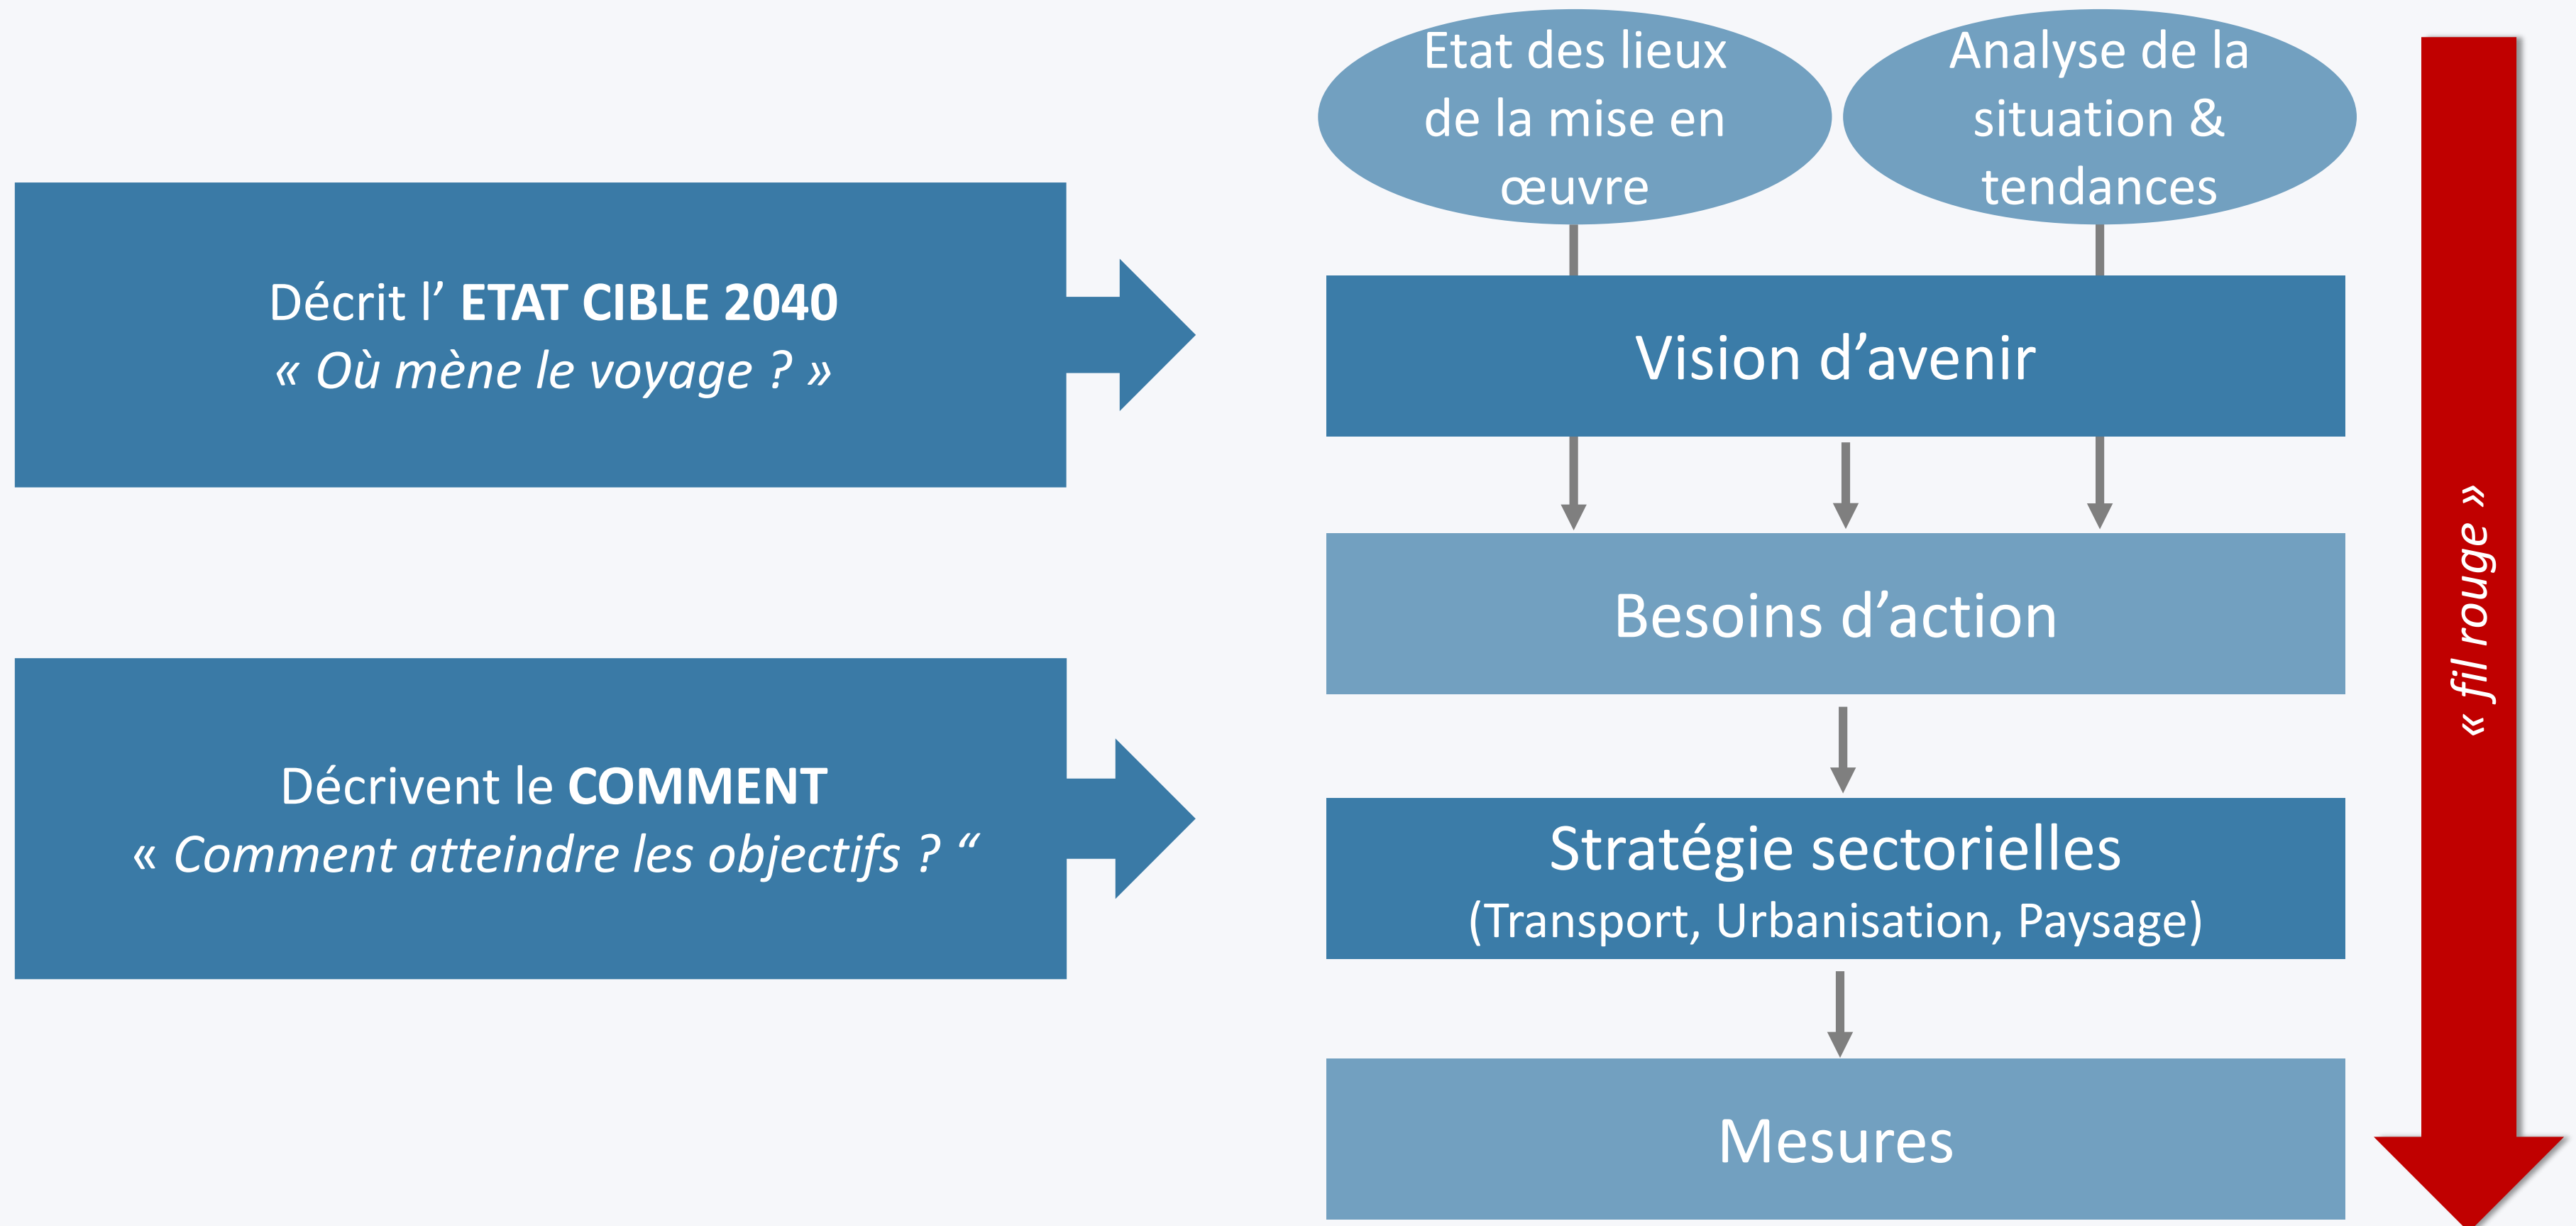 Etat des lieux
de la mise en
œuvre
Analyse de la
situation &
tendances
Décrit l’ ETAT CIBLE 2040
« Où mène le voyage ? »
Vision d’avenir
Besoins d’action
Décrivent le COMMENT
« Comment atteindre les objectifs ? “
Stratégie sectorielles
(Transport, Urbanisation, Paysage)
Mesures
« fil rouge »